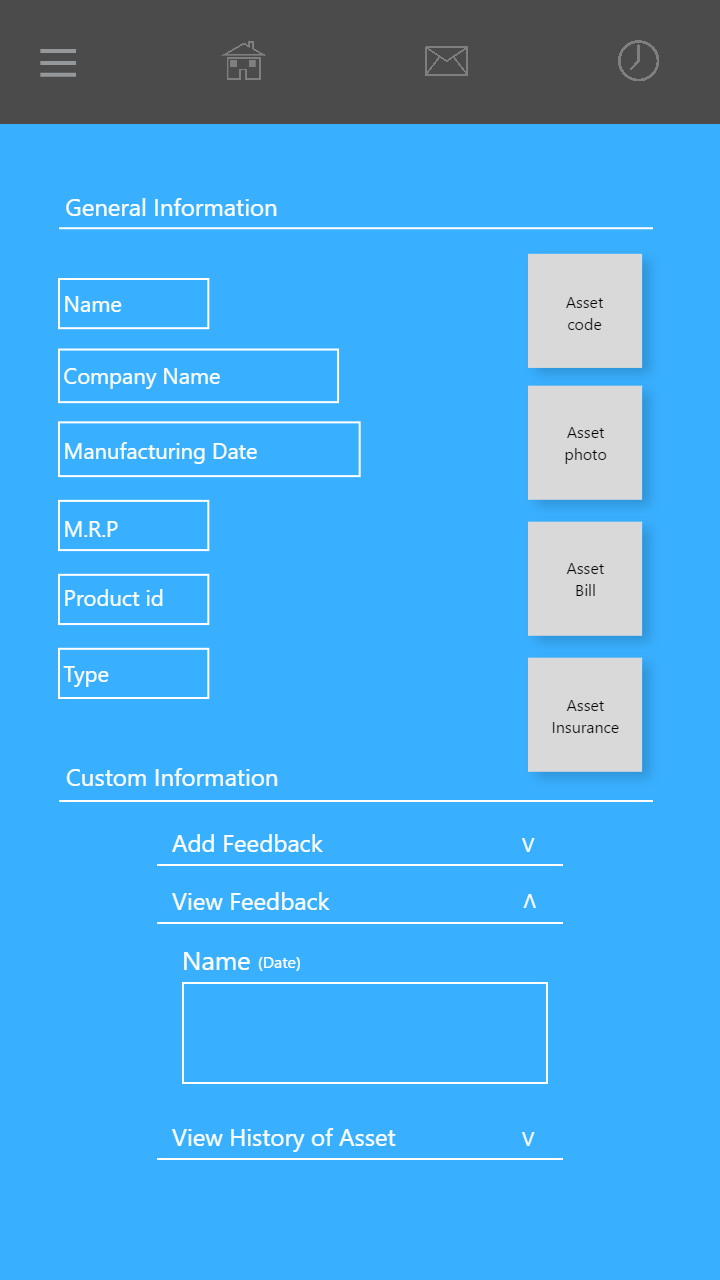 General Information
Name
Company Name
Manufacturing Date
M.R.P
Product id
Type
Asset
code
Asset
photo
Asset
Bill
Asset
Insurance
Custom Information
Add Feedback
View Feedback
Name (Date)
View History of Asset